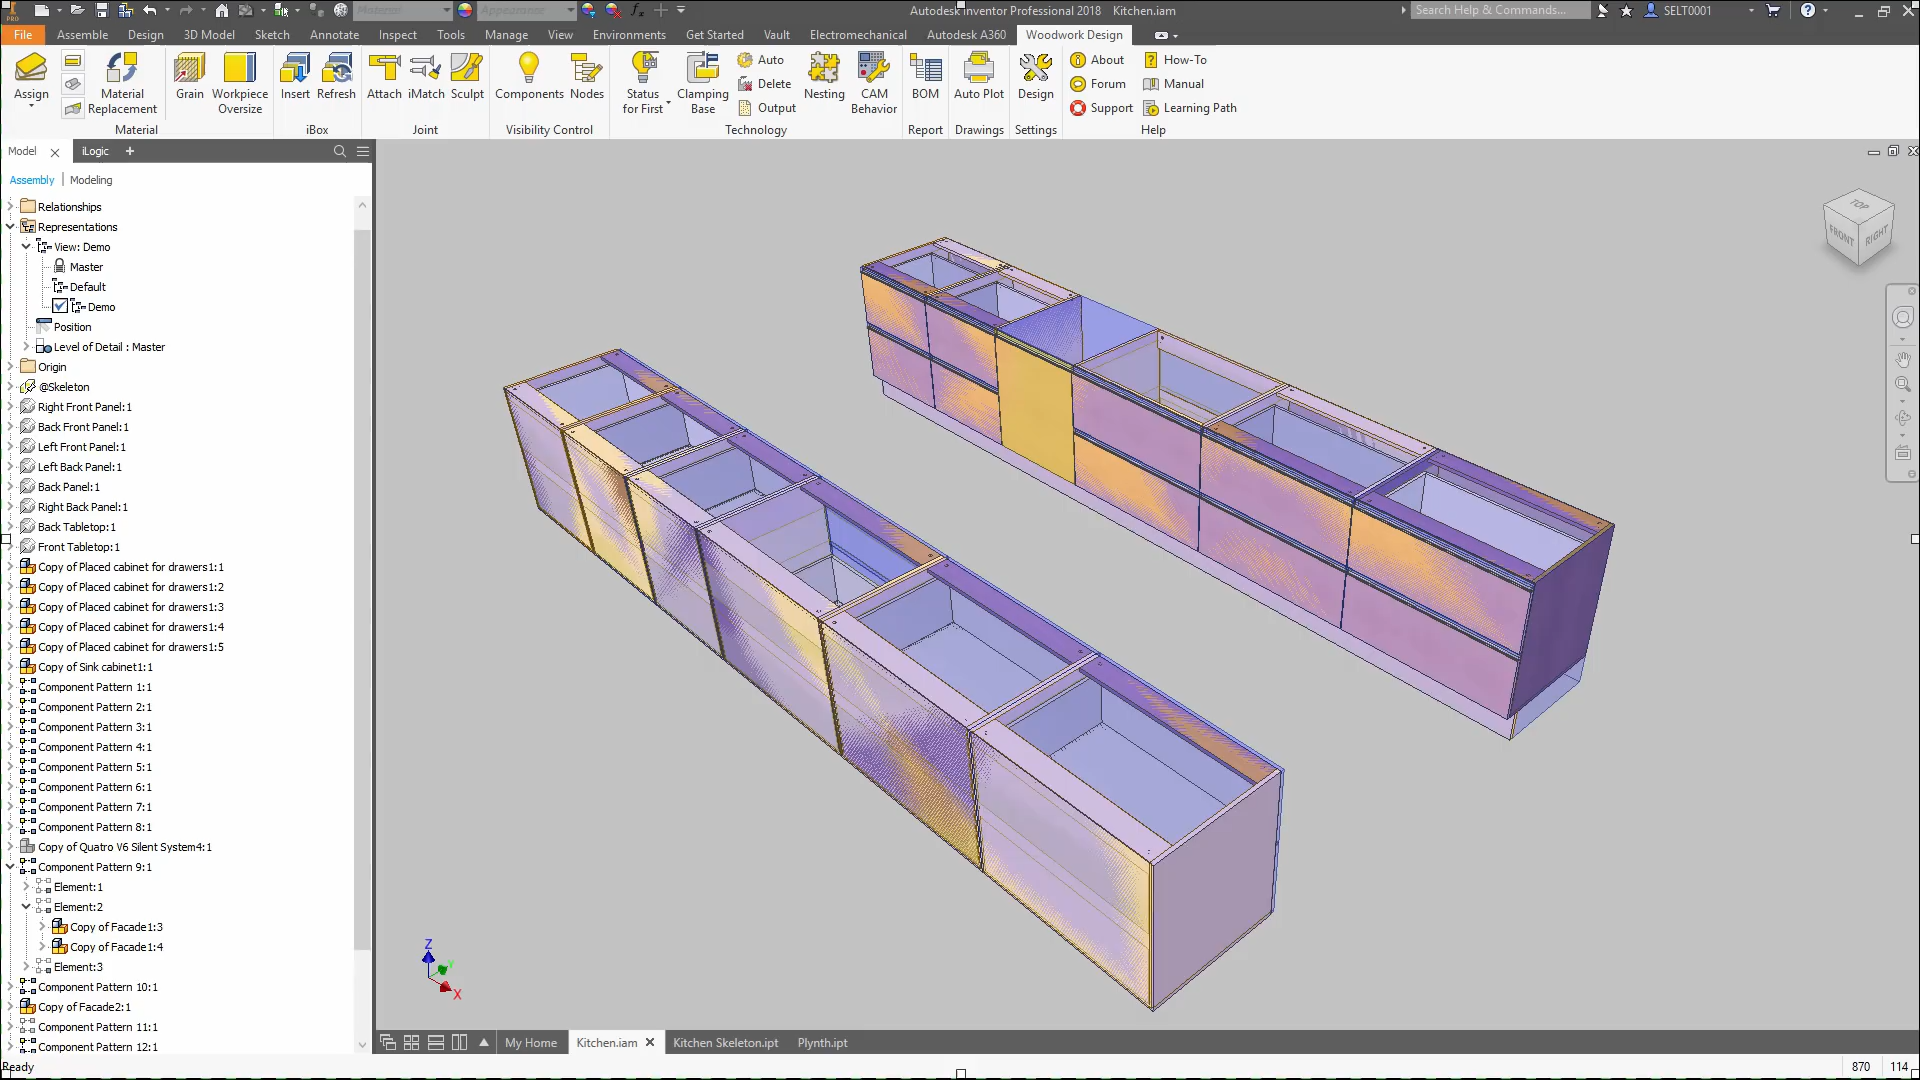 PRO
Material
Appearance
Autodesk Inventor Professional 2018 Kitchen.iam
Search Help & Commands...
SELT0001
File
Assemble
Design
3D Model
Sketch
Annotate
Inspect
Tools
Manage
View
Environments
Get Started
Vault
Electromechanical
Autodesk A360
Woodwork Design
Assign
Material Replacement
Grain
Workpiece Oversize
Insert
Refresh
Attach
iMatch
Sculpt
Components
Nodes
Status for First
Clamping Base
Auto
Delete
Output
Nesting
CAM Behavior
BOM
Auto Plot
Design
About
Forum
Support
How-To
Manual
Learning Path
Material
iBox
Joint
Visibility Control
Technology
Report
Drawings
Settings
Help
Model
iLogic
Assembly
Modeling
Relationships
Representations
View: Demo
Master
Default
Demo
Position
Level of Detail : Master
Origin
@Skeleton
Right Front Panel:1
Back Front Panel:1
Left Front Panel:1
Left Back Panel:1
Back Panel:1
Right Back Panel:1
Back Tabletop:1
Front Tabletop:1
Copy of Placed cabinet for drawers1:1
Copy of Placed cabinet for drawers1:2
Copy of Placed cabinet for drawers1:3
Copy of Placed cabinet for drawers1:4
Copy of Placed cabinet for drawers1:5
Copy of Sink cabinet1:1
Component Pattern 1:1
Component Pattern 2:1
Component Pattern 3:1
Component Pattern 4:1
Component Pattern 5:1
Component Pattern 6:1
Component Pattern 7:1
Component Pattern 8:1
Copy of Quatro V6 Silent System4:1
Component Pattern 9:1
Element:1
Element:2
Copy of Facade1:3
Copy of Facade1:4
Element:3
Component Pattern 10:1
Copy of Facade2:1
Component Pattern 11:1
Component Pattern 12:1
TOP
FRONT
RIGHT
Z
Y
X
My Home
Kitchen.iam
Kitchen Skeleton.ipt
Plynth.ipt
Ready
870
114